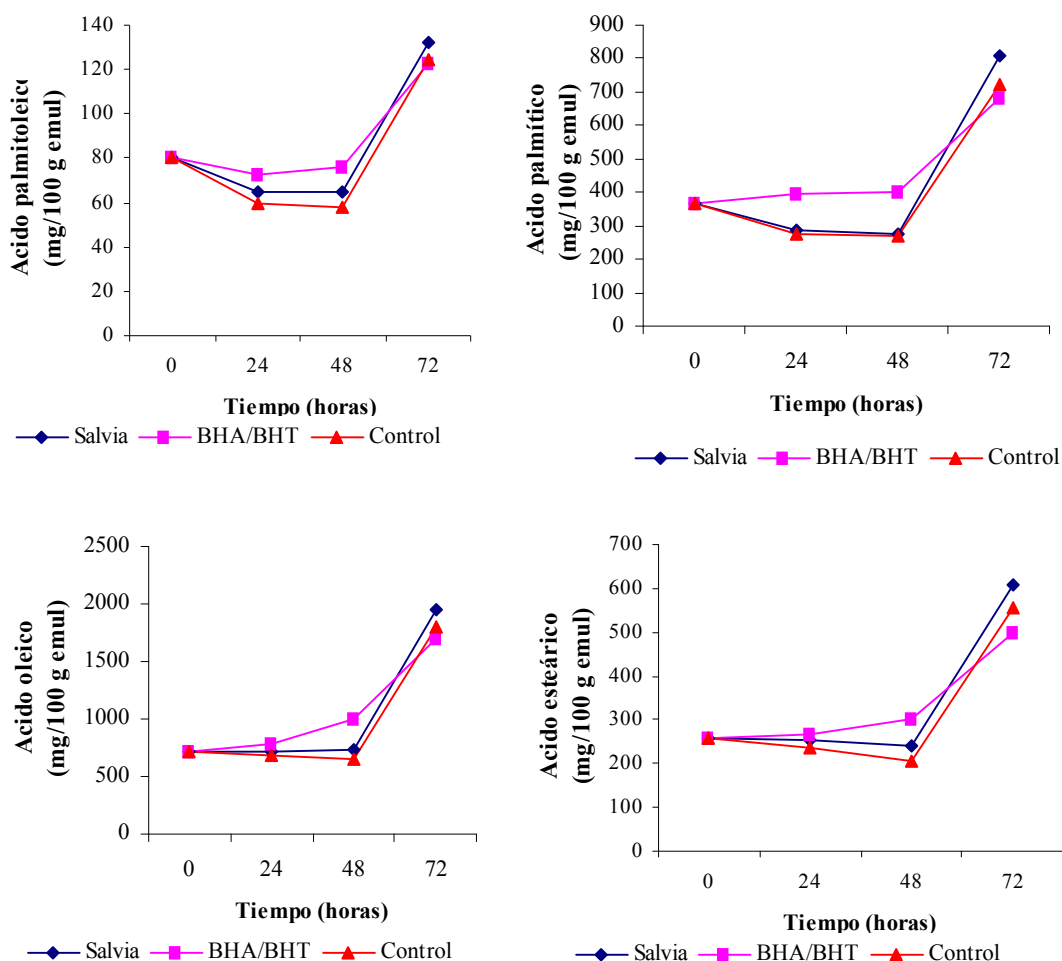 Acido palmitoleico
(mg/100 g emul)
140
120
100
80
60
40
20
0
0 24 48 72
Tiempo (horas)
Salvia BHA/BHT Control
Acido palmítico
(mg/100 g emul)
900
800
700
600
500
400
300
200
100
0
0 24 48 72
Tiempo (horas)
Salvia BHA/BHT Control
Acido oleico
(mg/100 g emul)
2500
2000
1500
1000
500
0
0 24 48 72
Tiempo (horas)
Salvia BHA/BHT Control
Acido esteárico
(mg/100 g emul)
700
600
500
400
300
200
100
0
0 24 48 72
Tiempo (horas)
Salvia BHA/BHT Control